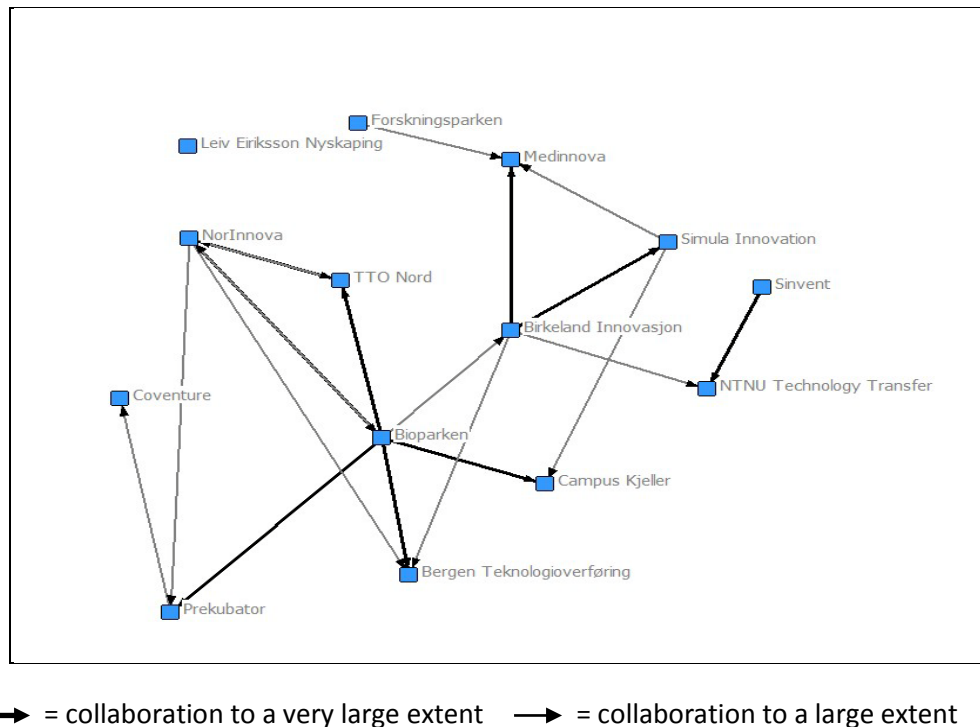 Forskningsparken
Leiv Eiriksson Nyskaping
Medinnova
NorInnova
Simula Innovation
TTO Nord
Sinvent
Birkeland Innovasjon
Coventure
NTNU Technology Transfer
Bioparken
Campus Kjeller
Bergen Teknologioverføring
Prekubator
= collaboration to a very large extent = collaboration to a large extent